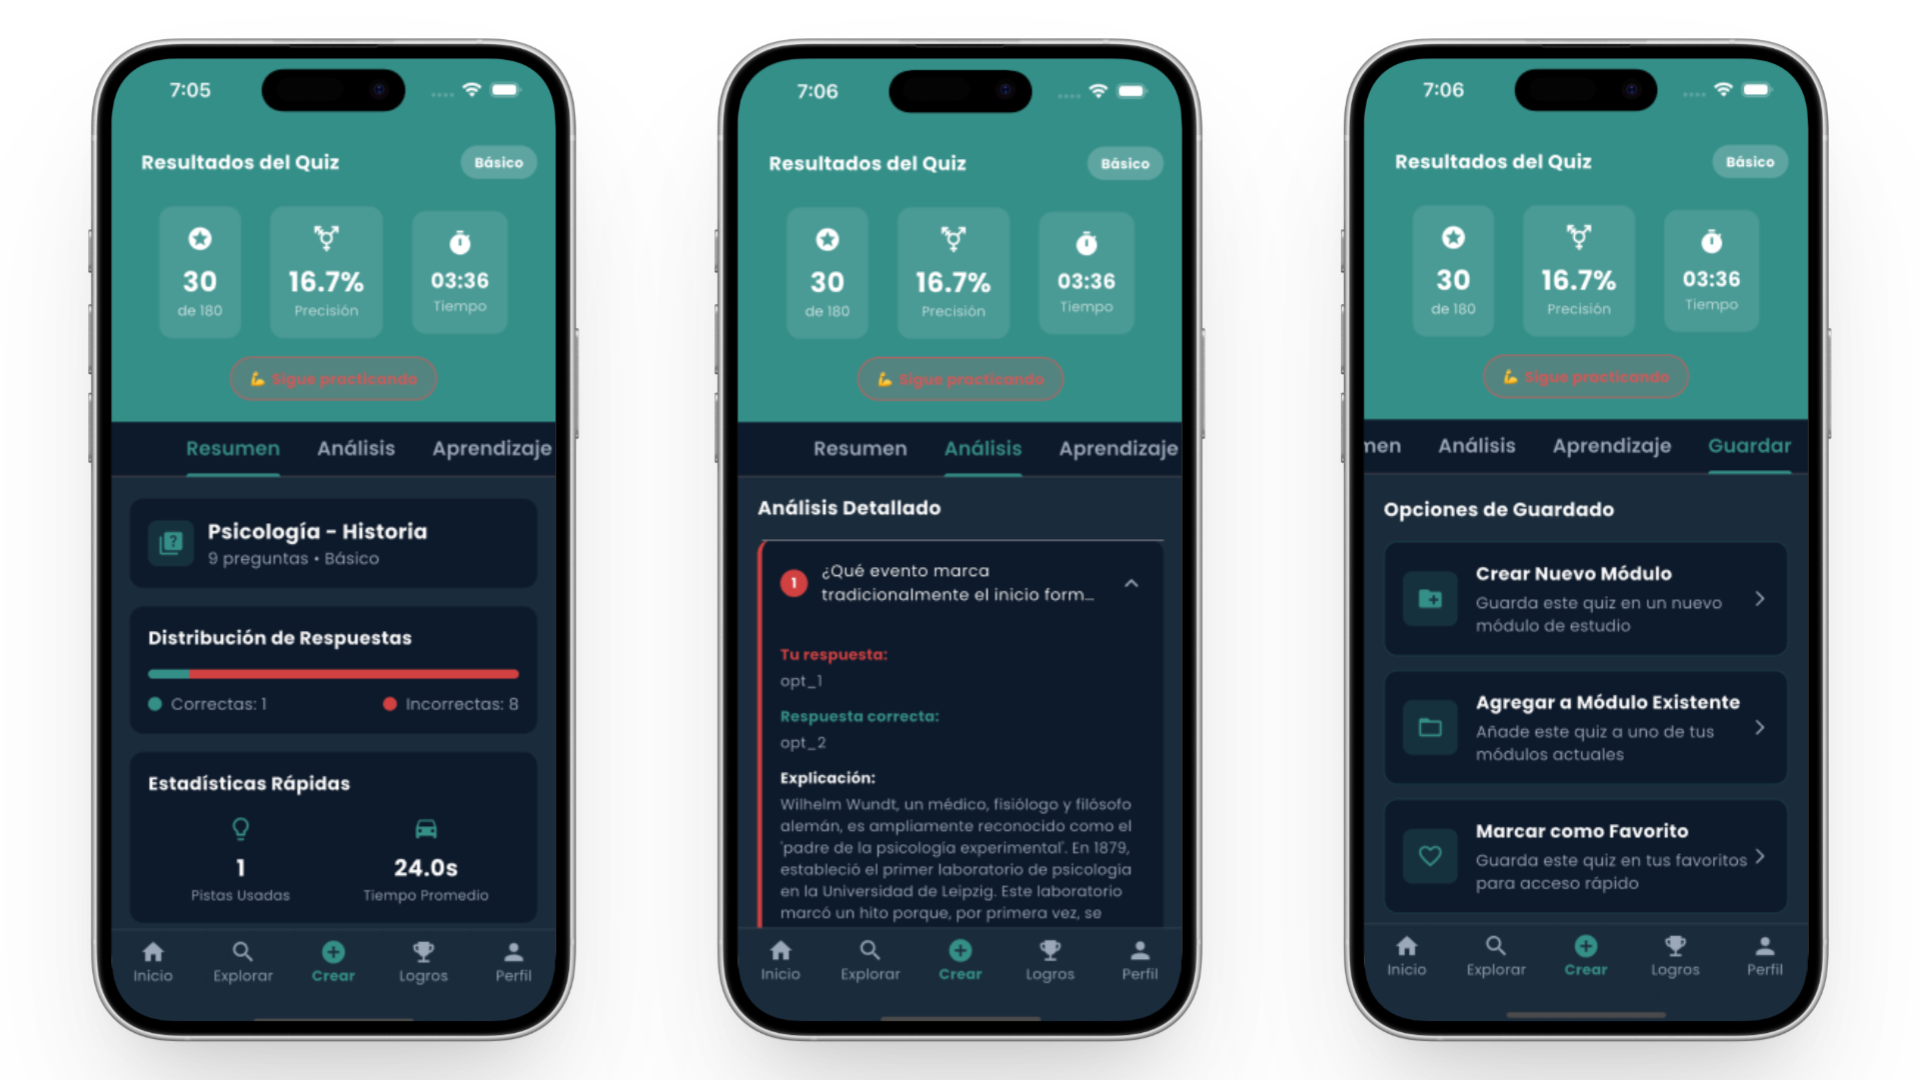 7:05
Resultados del Quiz
Básico
30
de 180
16.7%
Precisión
03:36
Tiempo
💪 Sigue practicando
Resumen Análisis Aprendizaje
Psicología - Historia
9 preguntas • Básico
Distribución de Respuestas
Correctas: 1
Incorrectas: 8
Estadísticas Rápidas
1
Pistas Usadas
24.0s
Tiempo Promedio
Inicio Explorar Crear Logros Perfil
7:06
Resultados del Quiz
Básico
30
de 180
16.7%
Precisión
03:36
Tiempo
💪 Sigue practicando
Resumen Análisis Aprendizaje
Análisis Detallado
1
¿Qué evento marca
tradicionalmente el inicio form...
Tu respuesta:
opt_1
Respuesta correcta:
opt_2
Explicación:
Wilhelm Wundt, un médico, fisiólogo y filósofo
alemán, es ampliamente reconocido como el
'padre de la psicología experimental'. En 1879,
estableció el primer laboratorio de psicología
en la Universidad de Leipzig. Este laboratorio
marcó un hito porque, por primera vez, se
Inicio Explorar Crear Logros Perfil
7:06
Resultados del Quiz
Básico
30
de 180
16.7%
Precisión
03:36
Tiempo
💪 Sigue practicando
men Análisis Aprendizaje Guardar
Opciones de Guardado
Crear Nuevo Módulo
Guarda este quiz en un nuevo
módulo de estudio
Agregar a Módulo Existente
Añade este quiz a uno de tus
módulos actuales
Marcar como Favorito
Guarda este quiz en tus favoritos
para acceso rápido
Inicio Explorar Crear Logros Perfil